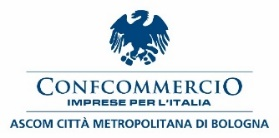 CONFCOMMERCIO
IMPRESE PER L'ITALIA
ASCOM CITTÀ METROPOLITANA DI BOLOGNA